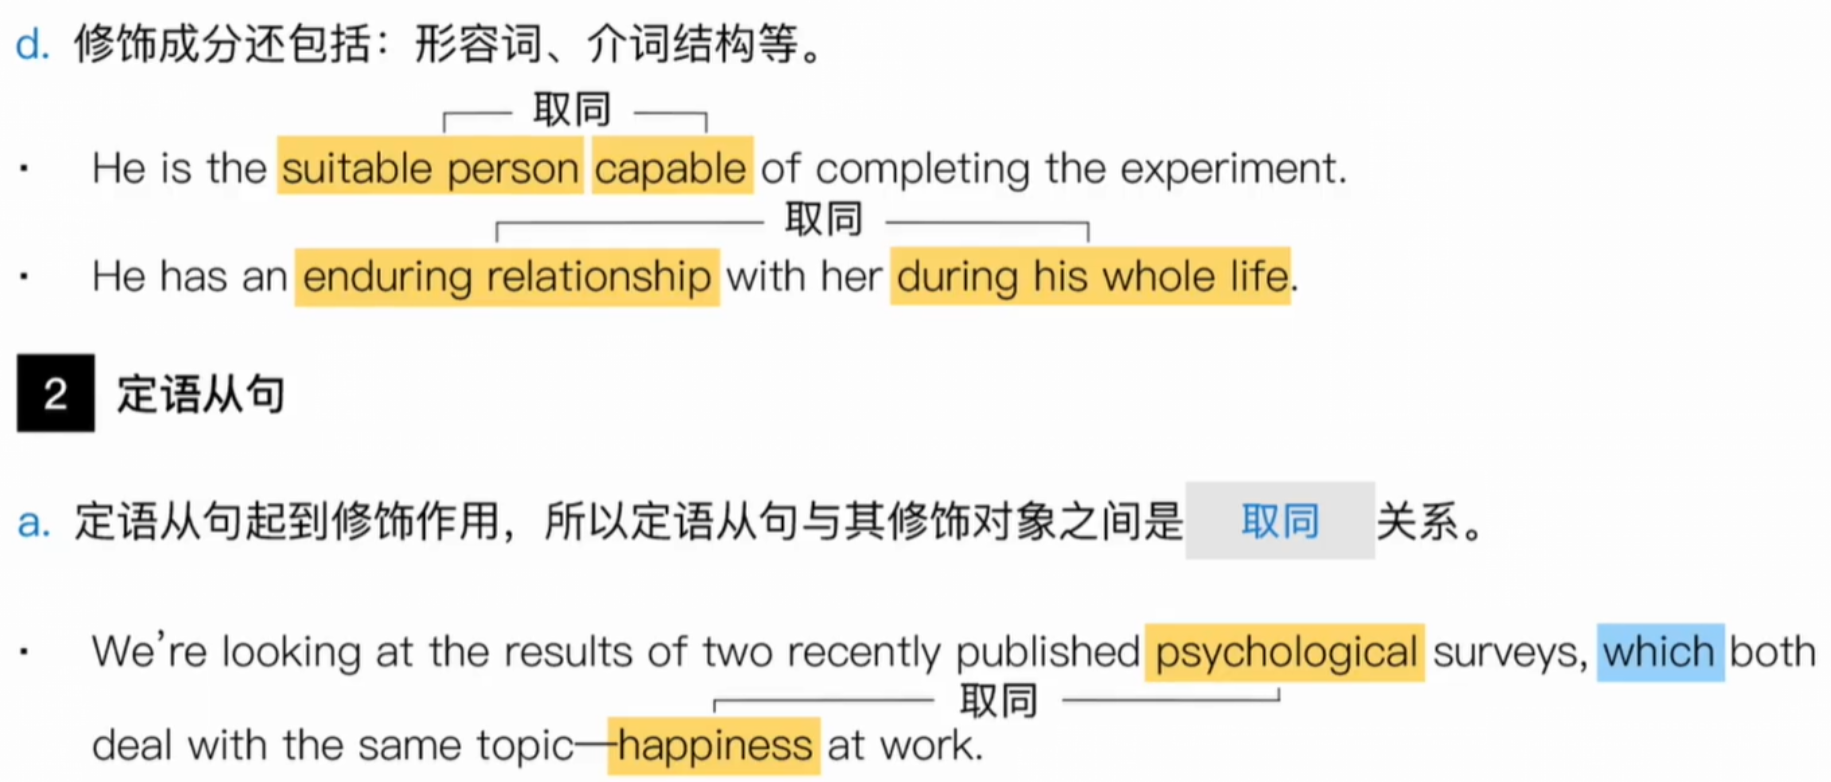 d. 修饰成分还包括：形容词、介词结构等。
取同
· He is the suitable person capable of completing the experiment.
取同
· He has an enduring relationship with her during his whole life.
2 定语从句
a. 定语从句起到修饰作用，所以定语从句与其修饰对象之间是 取同 关系。
· We’re looking at the results of two recently published psychological surveys, which both
取同
deal with the same topic—happiness at work.